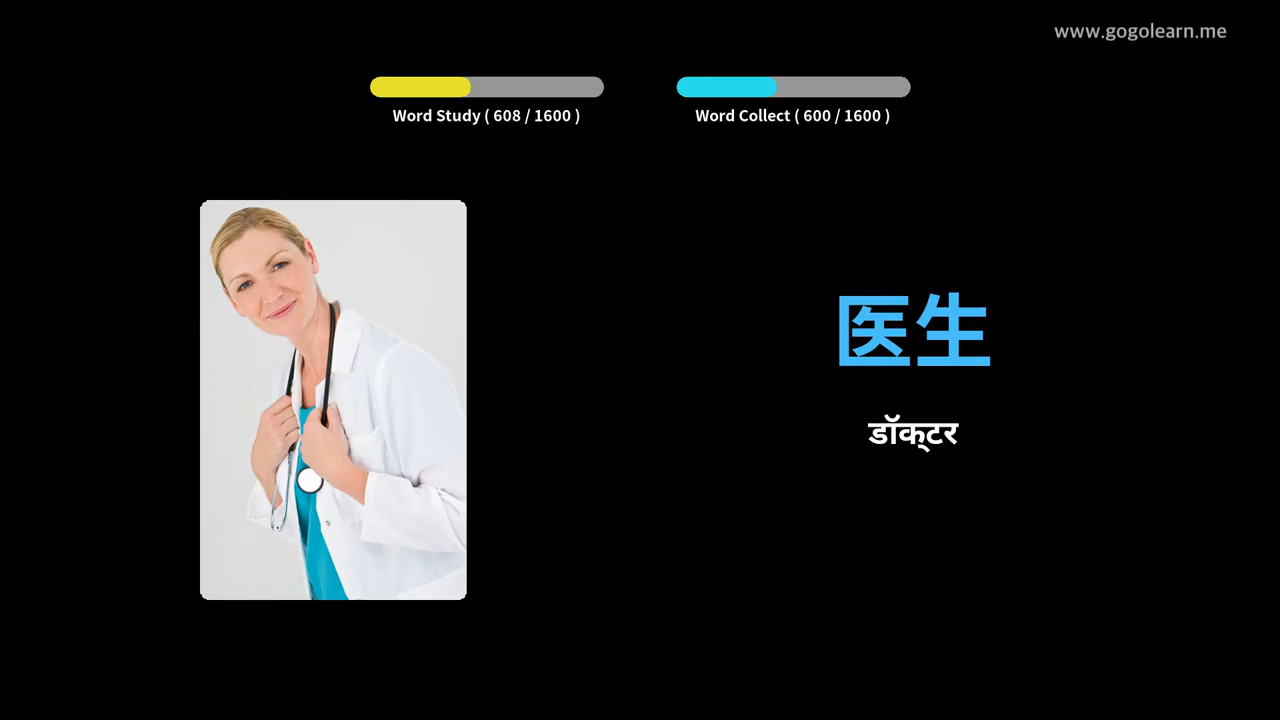 www.gogolearn.me
Word Study ( 608 / 1600 )
Word Collect ( 600 / 1600 )
医生
डॉक्टर